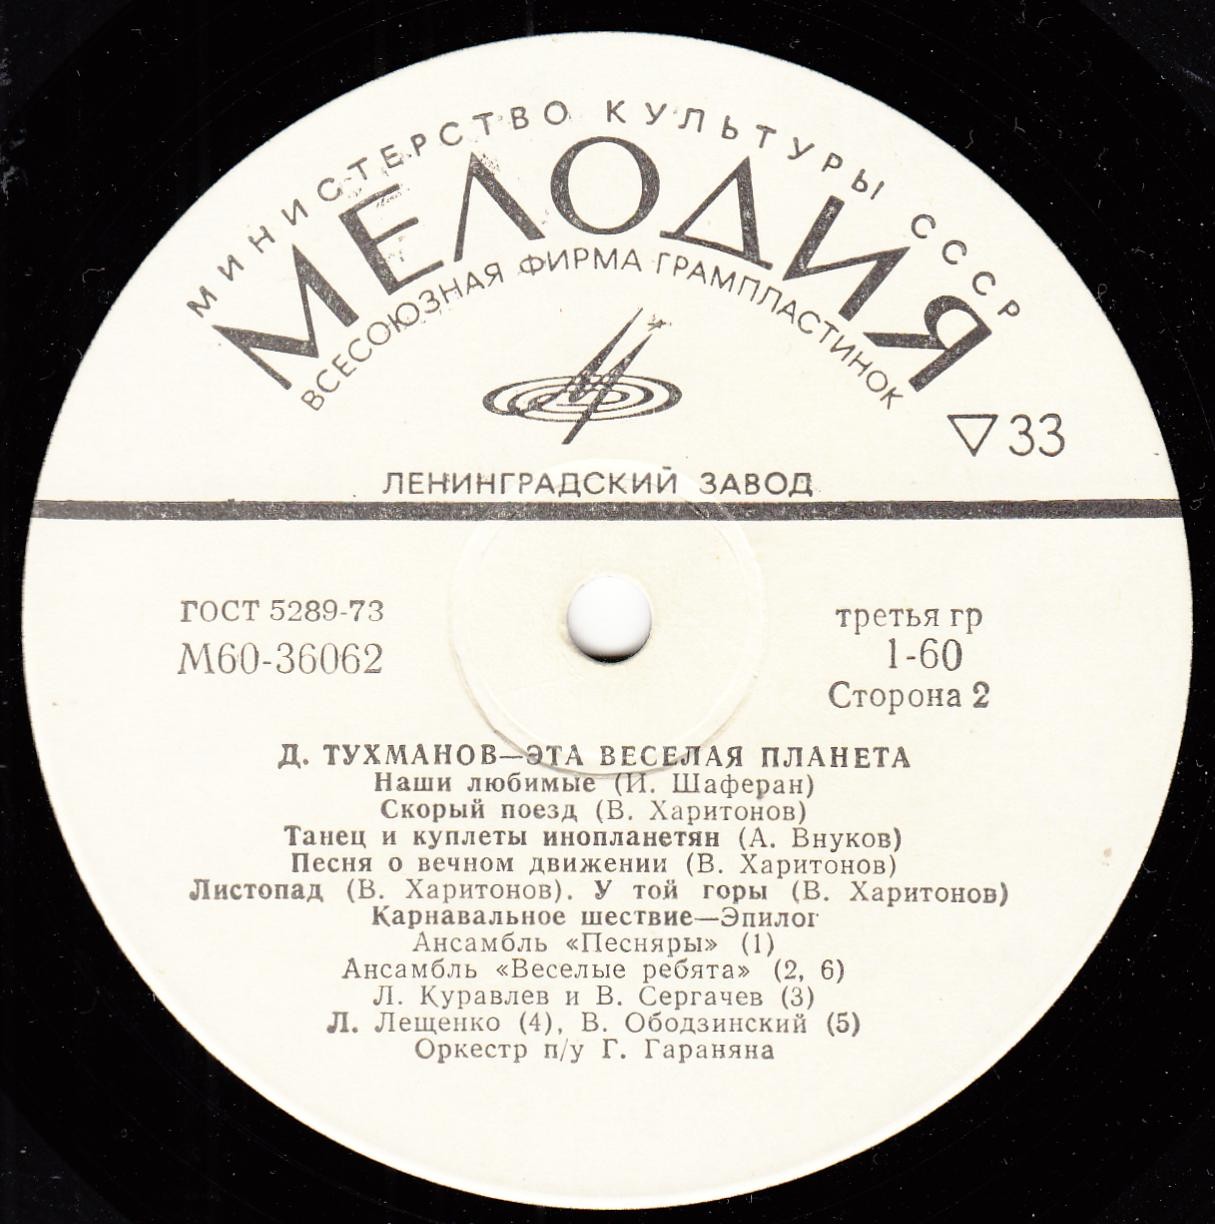 МИНИСТЕРСТВО КУЛЬТУРЫ СССР
МЕЛОДИЯ
ВСЕСОЮЗНАЯ ФИРМА ГРАМПЛАСТИНОК
▽33
ЛЕНИНГРАДСКИЙ ЗАВОД
ГОСТ 5289-73
М60-36062
третья гр
1-60
Сторона 2
Д. ТУХМАНОВ—ЭТА ВЕСЕЛАЯ ПЛАНЕТА
Наши любимые (И. Шаферан)
Скорый поезд (В. Харитонов)
Танец и куплеты инопланетян (А. Внуков)
Песня о вечном движении (В. Харитонов)
Листопад (В. Харитонов). У той горы (В. Харитонов)
Карнавальное шествие—Эпилог
Ансамбль «Песняры» (1)
Ансамбль «Веселые ребята» (2, 6)
Л. Куравлев и В. Сергачев (3)
Л. Лещенко (4), В. Ободзинский (5)
Оркестр п/у Г. Гараняна